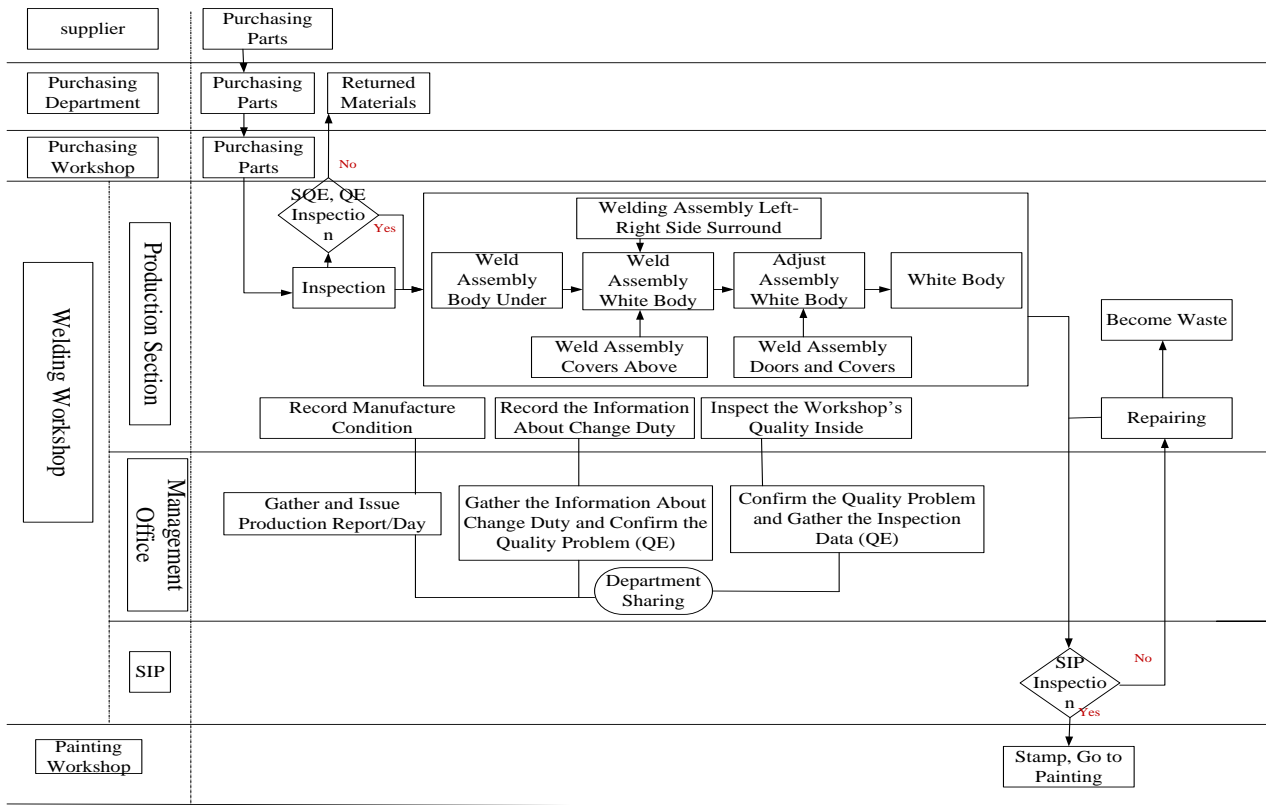 supplier
Purchasing
Parts
Purchasing
Department
Purchasing
Parts
Returned
Materials
Purchasing
Workshop
Purchasing
Parts
No
SQE, QE
Inspectio
n
Yes
Inspection
Welding Workshop
Production Section
Welding Assembly Left-
Right Side Surround
Weld
Assembly
Body Under
Weld
Assembly
White Body
Adjust
Assembly
White Body
White Body
Weld Assembly
Covers Above
Weld Assembly
Doors and Covers
Become Waste
Repairing
Record Manufacture
Condition
Record the Information
About Change Duty
Inspect the Workshop's
Quality Inside
Management
Office
Gather and Issue
Production Report/Day
Gather the Information About
Change Duty and Confirm the
Quality Problem (QE)
Confirm the Quality Problem
and Gather the Inspection
Data (QE)
Department
Sharing
SIP
SIP
Inspectio
n
No
Yes
Painting
Workshop
Stamp, Go to
Painting